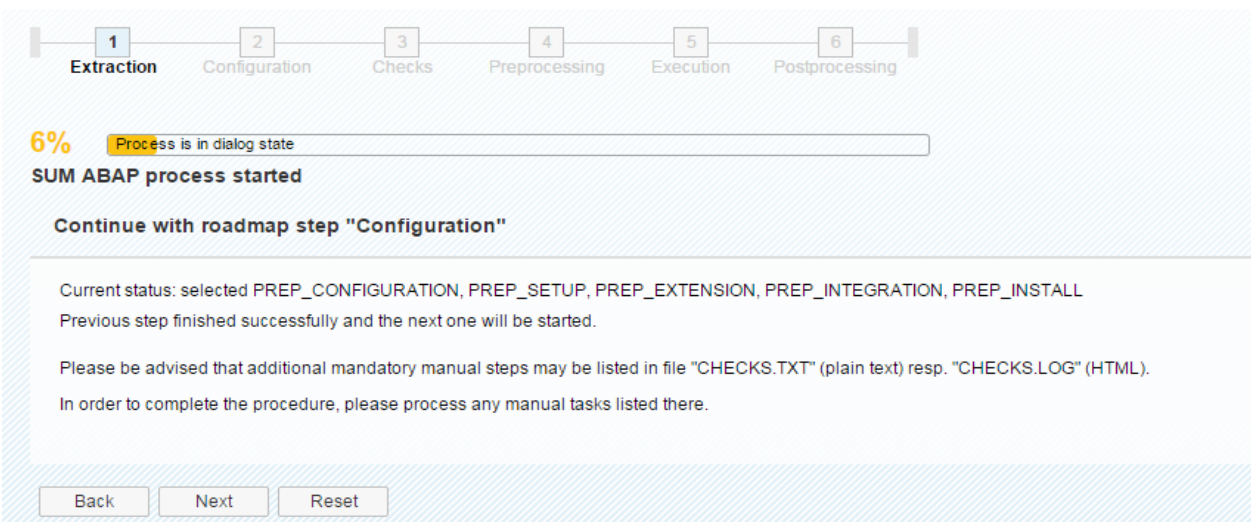 1 2 3 4 5 6
Extraction Configuration Checks Preprocessing Execution Postprocessing
6% Process is in dialog state
SUM ABAP process started
Continue with roadmap step "Configuration"
Current status: selected PREP_CONFIGURATION, PREP_SETUP, PREP_EXTENSION, PREP_INTEGRATION, PREP_INSTALL
Previous step finished successfully and the next one will be started.
Please be advised that additional mandatory manual steps may be listed in file "CHECKS.TXT" (plain text) resp. "CHECKS.LOG" (HTML).
In order to complete the procedure, please process any manual tasks listed there.
Back Next Reset